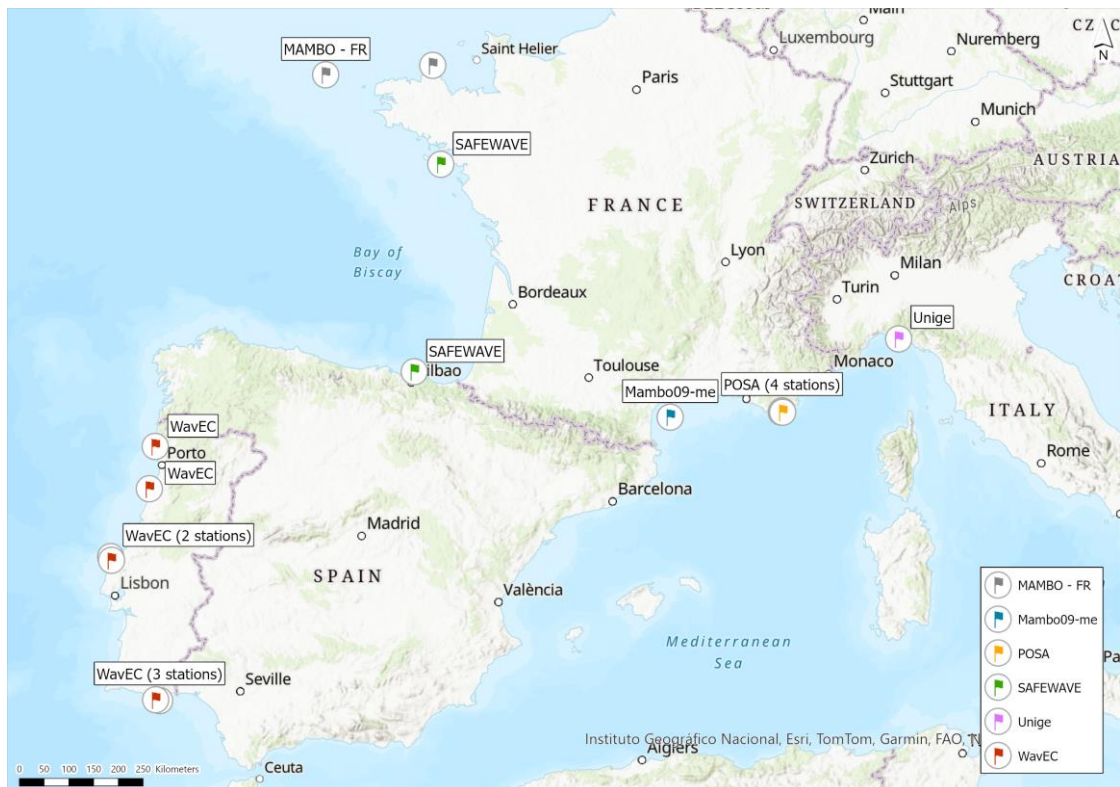 Main
CZ
Luxembourg
Nuremberg
N
MAMBO - FR
Saint Helier
Paris
Stuttgart
Munich
SAFEWAVE
Zurich
AUSTRIA
FRANCE
SWITZERLAND
Alps
Bay of
Biscay
Lyon
Milan
Turin
CROAT
Bordeaux
Unige
SAFEWAVE
ilbao
Toulouse
Monaco
Mambo09-me
POSA (4 stations)
ITALY
WavEC
Porto
Rome
WavEC
Barcelona
Madrid
WavEC (2 stations)
SPAIN
Lisbon
València
Mediterranean
Sea
WavEC (3 stations)
Seville
MAMBO - FR
Mambo09-me
POSA
SAFEWAVE
Unige
WavEC
Pa
Instituto Geográfico Nacional, Esri, TomTom, Garmin, FAO,
Algiers
Ceuta
0 50 100 150 200 250 Kilometers